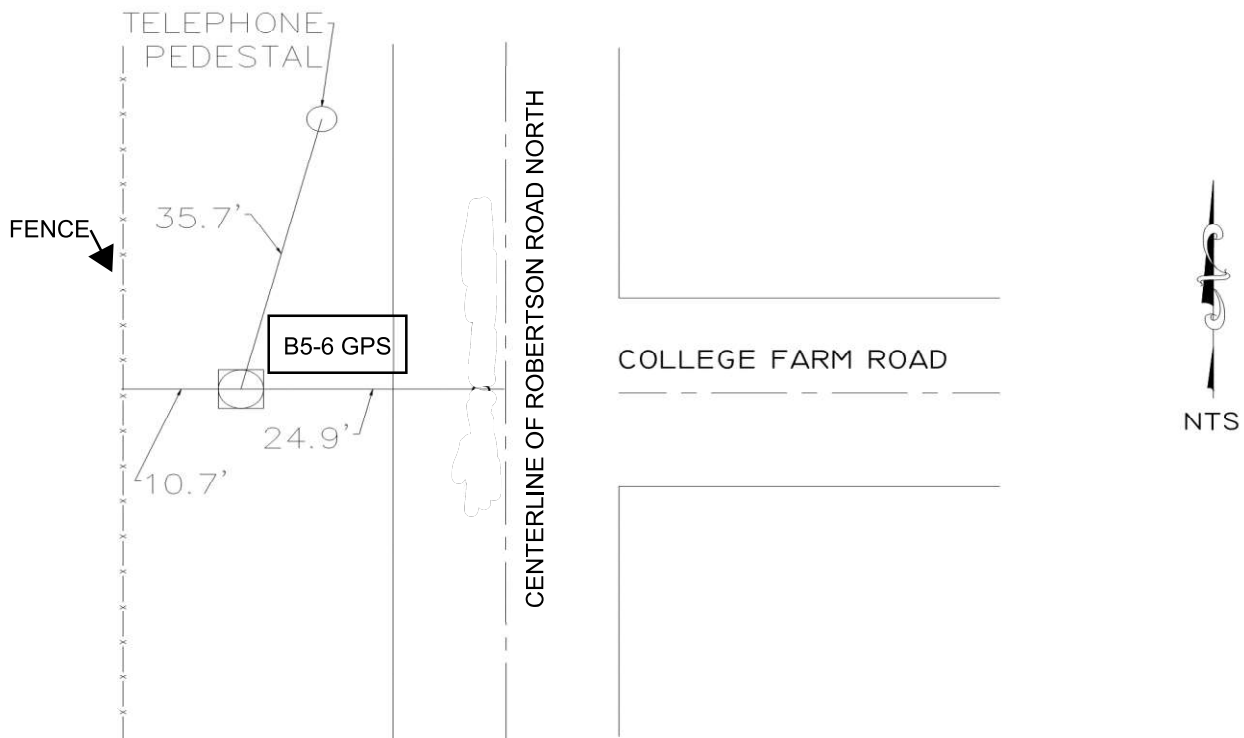 TELEPHONE
PEDESTAL
FENCE
35.7'
B5-6 GPS
24.9'
10.7'
CENTERLINE OF ROBERTSON ROAD NORTH
COLLEGE FARM ROAD
NTS